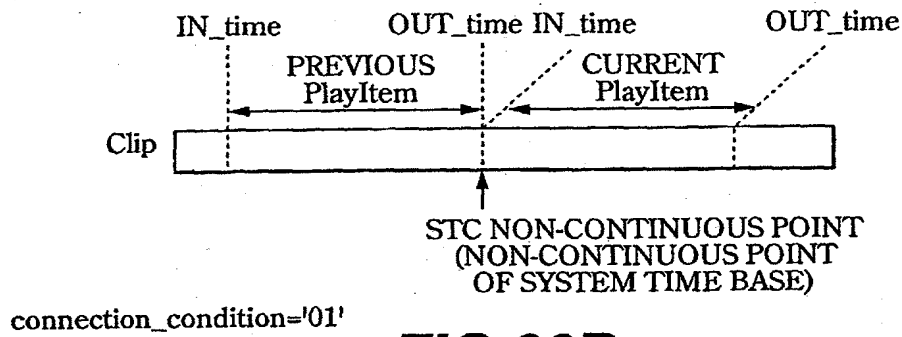 IN_time OUT_time IN_time OUT_time
PREVIOUS CURRENT
PlayItem PlayItem
Clip
STC NON-CONTINUOUS POINT
(NON-CONTINUOUS POINT
OF SYSTEM TIME BASE)
connection_condition='01'